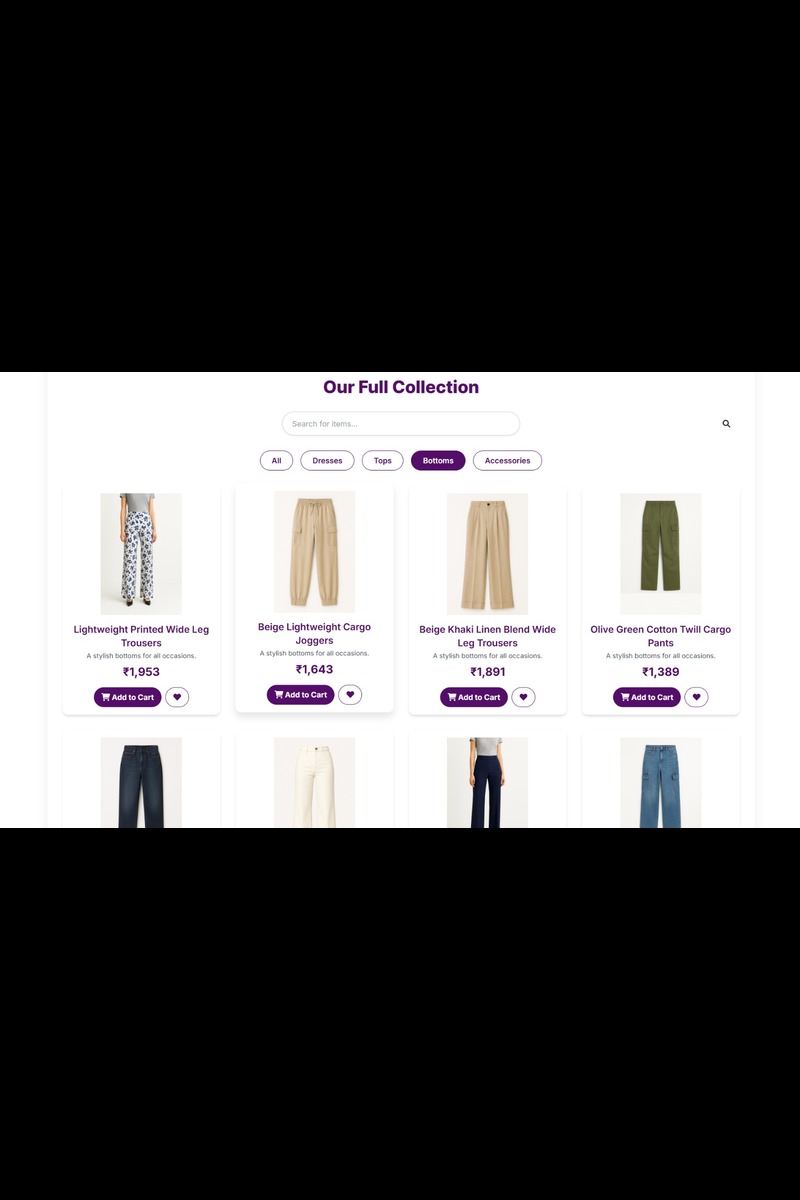 Our Full Collection
Search for items...
All
Dresses
Tops
Bottoms
Accessories
Lightweight Printed Wide Leg
Trousers
A stylish bottoms for all occasions.
₹1,953
Add to Cart
Beige Lightweight Cargo
Joggers
A stylish bottoms for all occasions.
₹1,643
Add to Cart
Beige Khaki Linen Blend Wide
Leg Trousers
A stylish bottoms for all occasions.
₹1,891
Add to Cart
Olive Green Cotton Twill Cargo
Pants
A stylish bottoms for all occasions.
₹1,389
Add to Cart